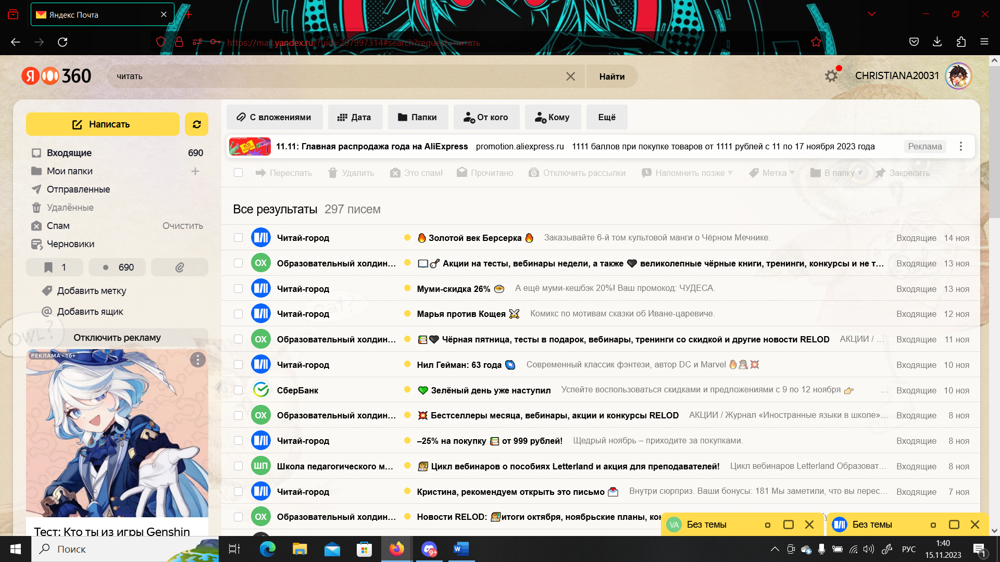 Яндекс Почта
https://mail.yandex.ru/?uid=297997314#search?request=читать
Я 360
читать
Найти
CHRISTIANA20031
Написать
С вложениями
Дата
Папки
От кого
Кому
Ещё
11.11: Главная распродажа года на AliExpress promotion.aliexpress.ru 1111 баллов при покупке товаров от 1111 рублей с 11 по 17 ноября 2023 года Реклама
Входящие 690
Мои папки
Отправленные
Удалённые
Спам Очистить
Черновики
1 690
Добавить метку
Добавить ящик
Отключить рекламу
OWL?
Cat?
РЕКЛАМА • 16+
Тест: Кто ты из игры Genshin
Переслать Удалить Это спам! Прочитано Отключить рассылки Напомнить позже Метка В папку Закрепить
Все результаты 297 писем
Читай-город 🔥 Золотой век Берсерка 🔥 Заказывайте 6-й том культовой манги о Чёрном Мечнике. Входящие 14 ноя
ОХ Образовательный холдин... Акции на тесты, вебинары недели, а также 🖤 великолепные чёрные книги, тренинги, конкурсы и не т... Входящие 13 ноя
Читай-город Муми-скидка 26% А ещё муми-кешбэк 20%! Ваш промокод: ЧУДЕСА. Входящие 13 ноя
Читай-город Марья против Кощея ⚔ Комикс по мотивам сказки об Иване-царевиче. Входящие 12 ноя
ОХ Образовательный холдин... 📚🖤 Чёрная пятница, тесты в подарок, вебинары, тренинги со скидкой и другие новости RELOD АКЦИИ / ... Входящие 11 ноя
Читай-город Нил Гейман: 63 года Современный классик фэнтези, автор DC и Marvel Входящие 10 ноя
СберБанк 💚 Зелёный день уже наступил Успейте воспользоваться скидками и предложениями с 9 по 12 ноября 👉 ... Входящие 10 ноя
ОХ Образовательный холдин... 💥 Бестселлеры месяца, вебинары, акции и конкурсы RELOD АКЦИИ / Журнал «Иностранные языки в школе»... Входящие 8 ноя
Читай-город –25% на покупку 📚 от 999 рублей! Щедрый ноябрь – приходите за покупками. Входящие 8 ноя
ШП Школа педагогического м... Цикл вебинаров о пособиях Letterland и акция для преподавателей! Цикл вебинаров Letterland Образоват... Входящие 8 ноя
Читай-город Кристина, рекомендуем открыть это письмо 💌 Внутри сюрприз. Ваши бонусы: 181 Мы заметили, что вы перес... Входящие 7 ноя
ОХ Образовательный холдин... Новости RELOD: итоги октября, ноябрьские планы, кон
VA Без темы
Без темы
Поиск
9+
РУС
1:40
15.11.2023
1